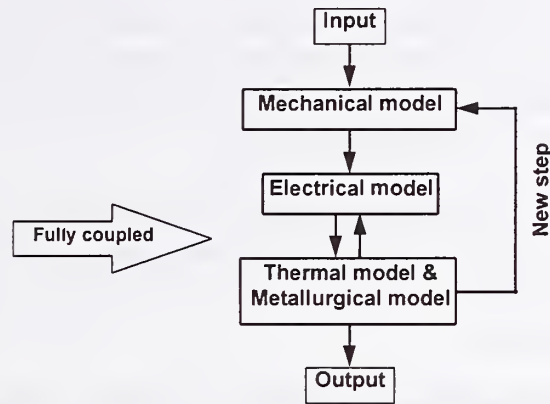 Input
Mechanical model
Electrical model
Fully coupled
Thermal model &
Metallurgical model
New step
Output